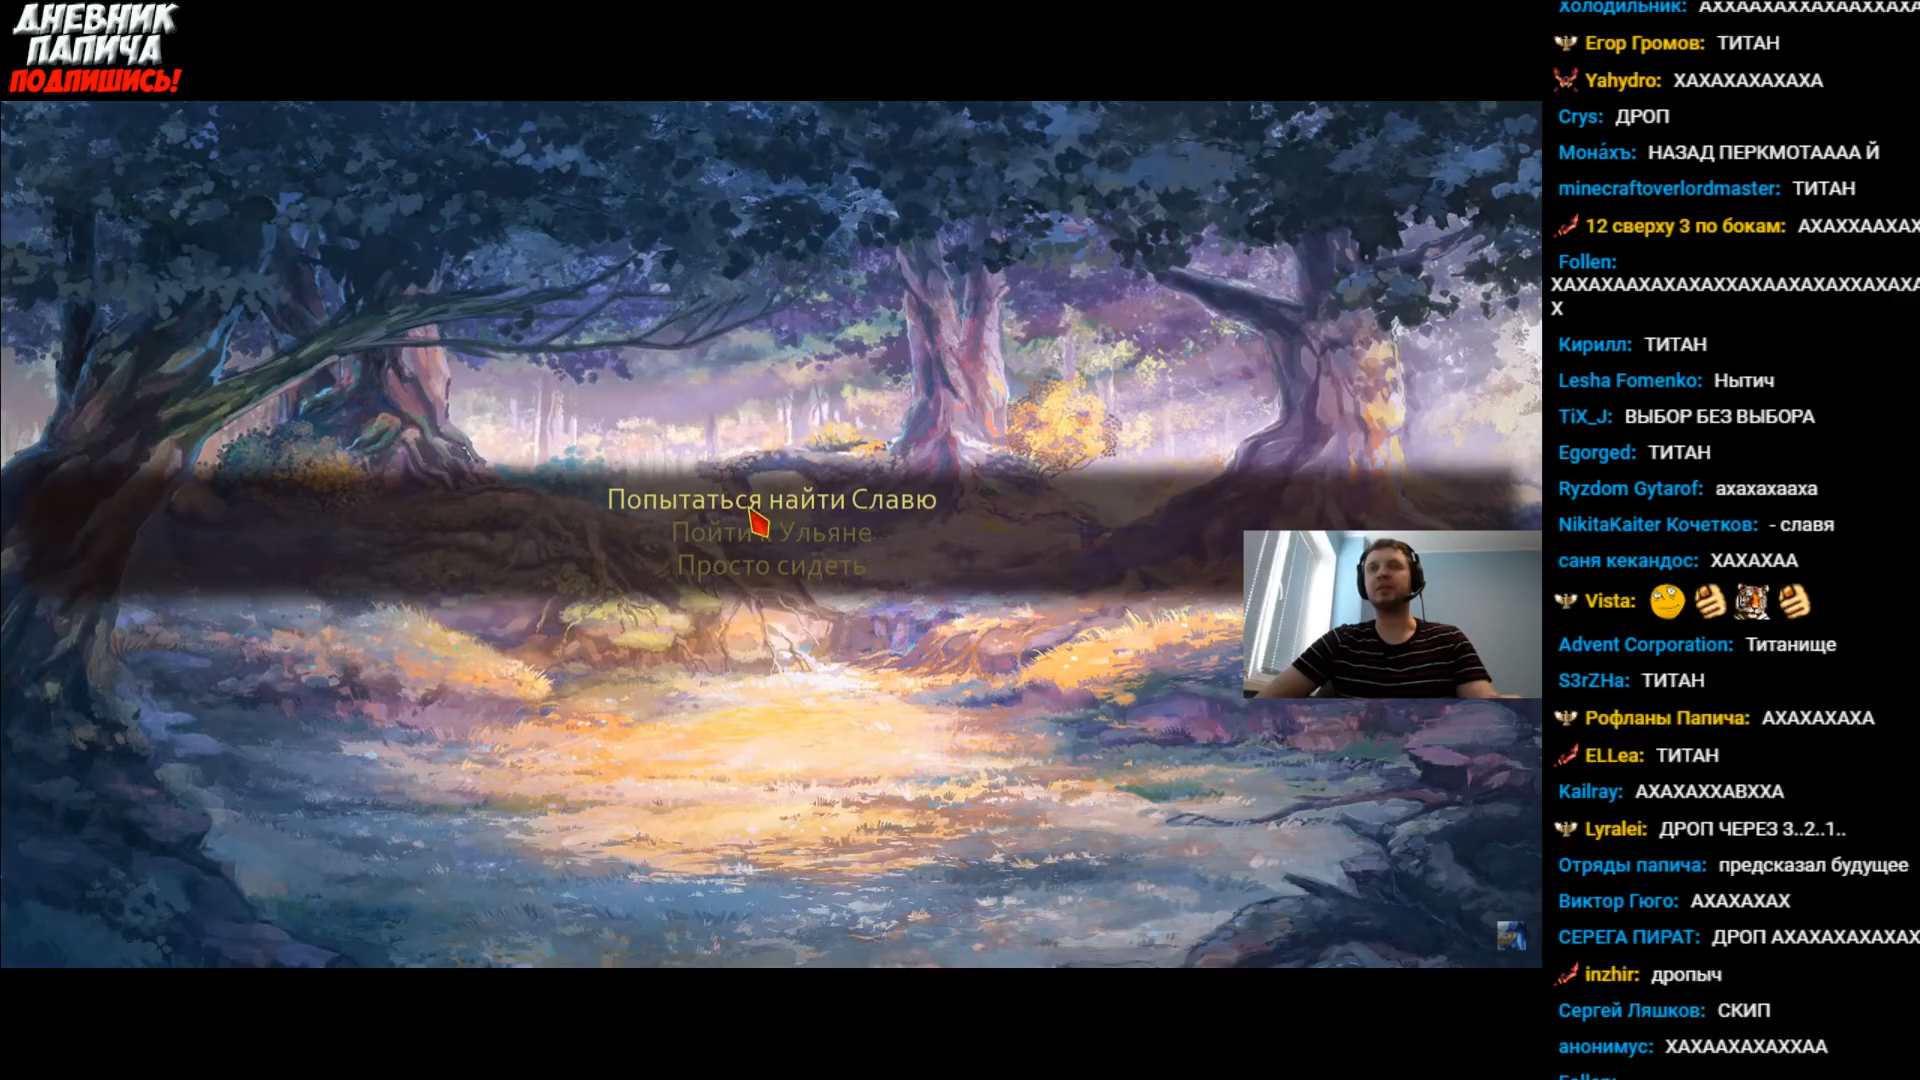 ДНЕВНИК
ПАПИЧА
ПОДПИШИСЬ!
Попытаться найти Славю
Пойти к Ульяне
Просто сидеть
Холодильник: АХХААХАХХАХААХХАХА
Егор Громов: ТИТАН
Yahydro: ХАХАХАХАХАХА
Crys: ДРОП
Мона́хъ: НАЗАД ПЕРКМОТАААА Й
minecraftoverlordmaster: ТИТАН
12 сверху 3 по бокам: АХАХХААХАХ
Follen:
ХАХАХААХАХАХАХХАХААХАХАХХАХАХА
Х
Кирилл: ТИТАН
Lesha Fomenko: Нытич
TiX_J: ВЫБОР БЕЗ ВЫБОРА
Egorged: ТИТАН
Ryzdom Gytarof: ахахахааха
NikitaKaiter Кочетков: - славя
саня кекандос: ХАХАХАА
Vista:
Advent Corporation: Титанище
S3rZHa: ТИТАН
Рофланы Папича: АХАХАХАХА
ELLea: ТИТАН
Kailray: АХАХАХХАВХХА
Lyralei: ДРОП ЧЕРЕЗ 3..2..1..
Отряды папича: предсказал будущее
Виктор Гюго: АХАХАХАХ
СЕРЕГА ПИРАТ: ДРОП АХАХАХАХАХАХ
inzhir: дропыч
Сергей Ляшков: СКИП
анонимус: ХАХААХАХАХХАА